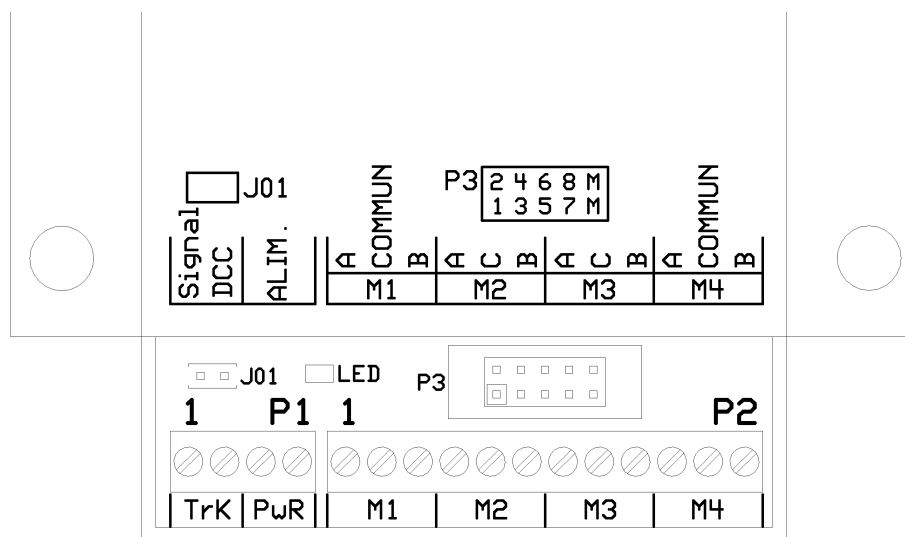 P3 2 4 6 8 M
J01 1 3 5 7 M
Signal DCC ALIM. A COMMUN B A C B A C B A COMMUN B
M1 M2 M3 M4
J01 LED P3
1 P1 1 P2
TrK PwR M1 M2 M3 M4